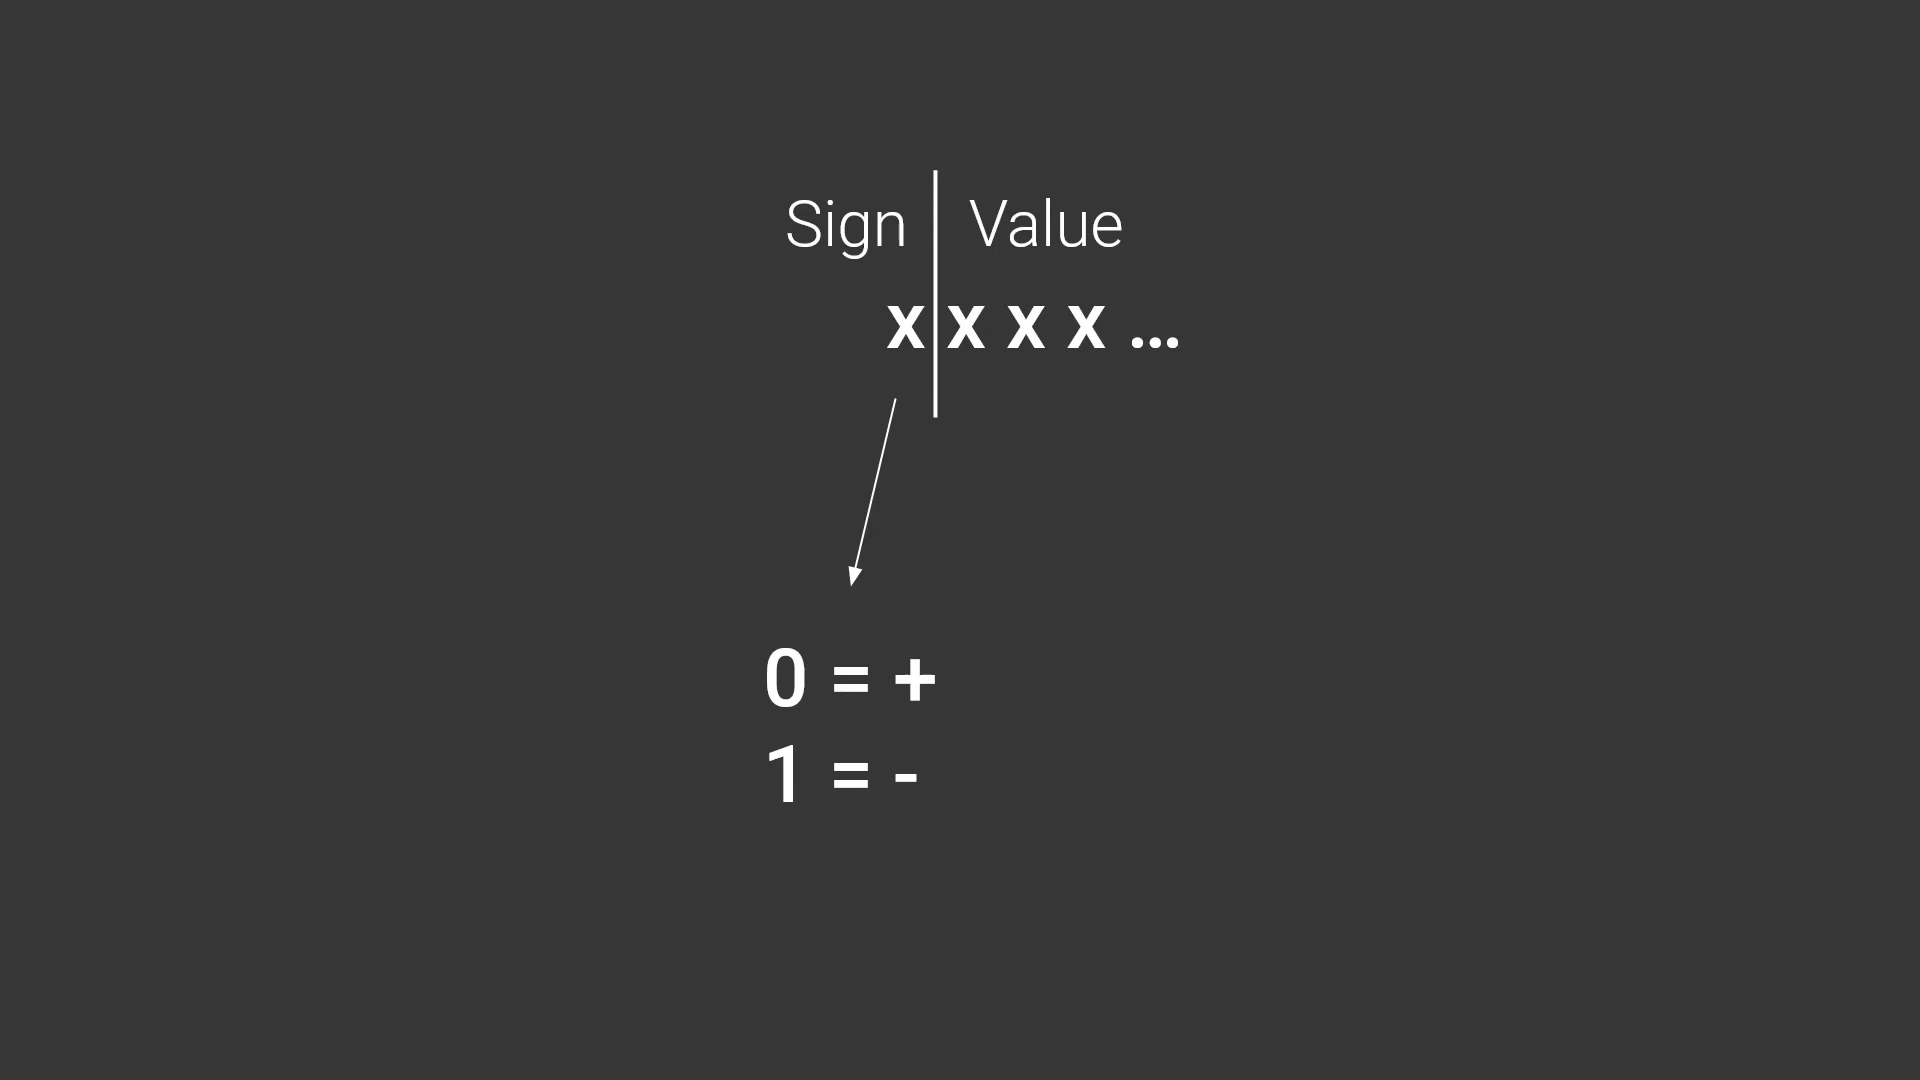 Sign Value
x x x x ...
0 = +
1 = -